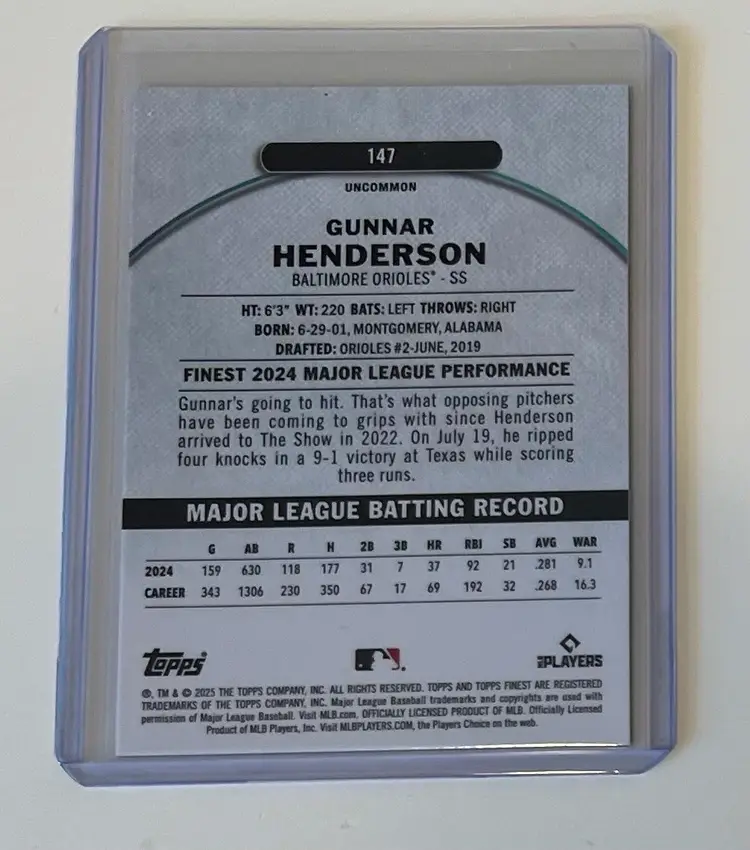 147
UNCOMMON
GUNNAR
HENDERSON
BALTIMORE ORIOLES® - SS
HT: 6'3" WT: 220 BATS: LEFT THROWS: RIGHT
BORN: 6-29-01, MONTGOMERY, ALABAMA
DRAFTED: ORIOLES #2-JUNE, 2019
FINEST 2024 MAJOR LEAGUE PERFORMANCE
Gunnar's going to hit. That's what opposing pitchers
have been coming to grips with since Henderson
arrived to The Show in 2022. On July 19, he ripped
four knocks in a 9-1 victory at Texas while scoring
three runs.
MAJOR LEAGUE BATTING RECORD
G AB R H 2B 3B HR RBI SB AVG WAR
2024 159 630 118 177 31 7 37 92 21 .281 9.1
CAREER 343 1306 230 350 67 17 69 192 32 .268 16.3
Topps®
PLAYERS
®, TM & © 2025 THE TOPPS COMPANY, INC. ALL RIGHTS RESERVED. TOPPS AND TOPPS FINEST ARE REGISTERED
TRADEMARKS OF THE TOPPS COMPANY, INC. Major League Baseball trademarks and copyrights are used with
permission of Major League Baseball. Visit MLB.com. OFFICIALLY LICENSED PRODUCT OF MLB. Officially Licensed
Product of MLB Players, Inc. Visit MLBPLAYERS.COM, the Players Choice on the web.